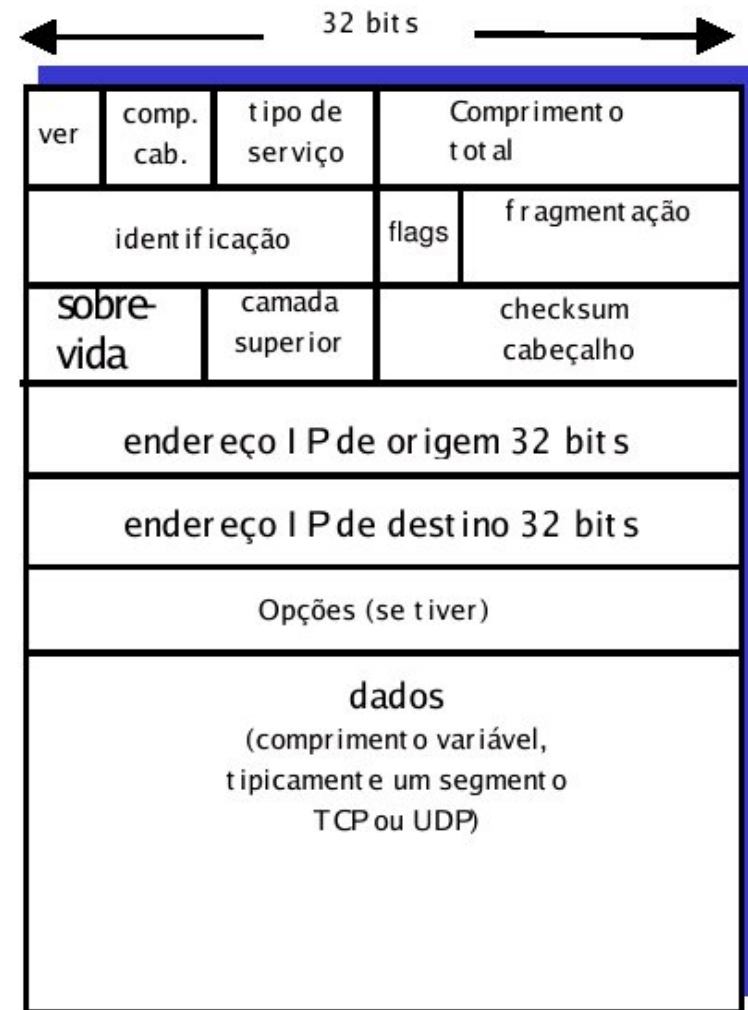 32 bits
ver
comp.
cab.
tipo de
serviço
Comprimento
total
identificação
flags
fragmentação
sobre-
vida
camada
superior
checksum
cabeçalho
endereço IP de origem 32 bits
endereço IP de destino 32 bits
Opções (se tiver)
dados
(comprimento variável,
tipicamente um segmento
TCP ou UDP)